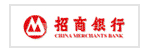 招商银行
CHINA MERCHANTS BANK